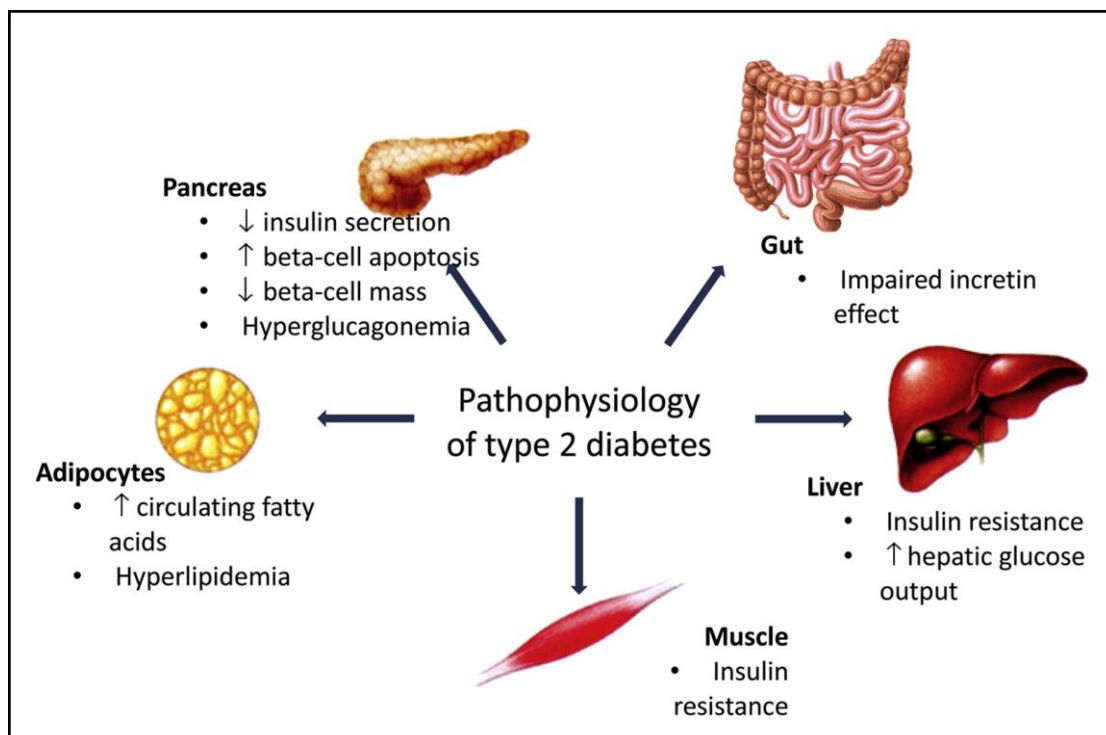 Pancreas
• ↓ insulin secretion
• ↑ beta-cell apoptosis
• ↓ beta-cell mass
• Hyperglucagonemia
Gut
• Impaired incretin
effect
Pathophysiology
of type 2 diabetes
Adipocytes
• ↑ circulating fatty
acids
• Hyperlipidemia
Liver
• Insulin resistance
• ↑ hepatic glucose
output
Muscle
• Insulin
resistance